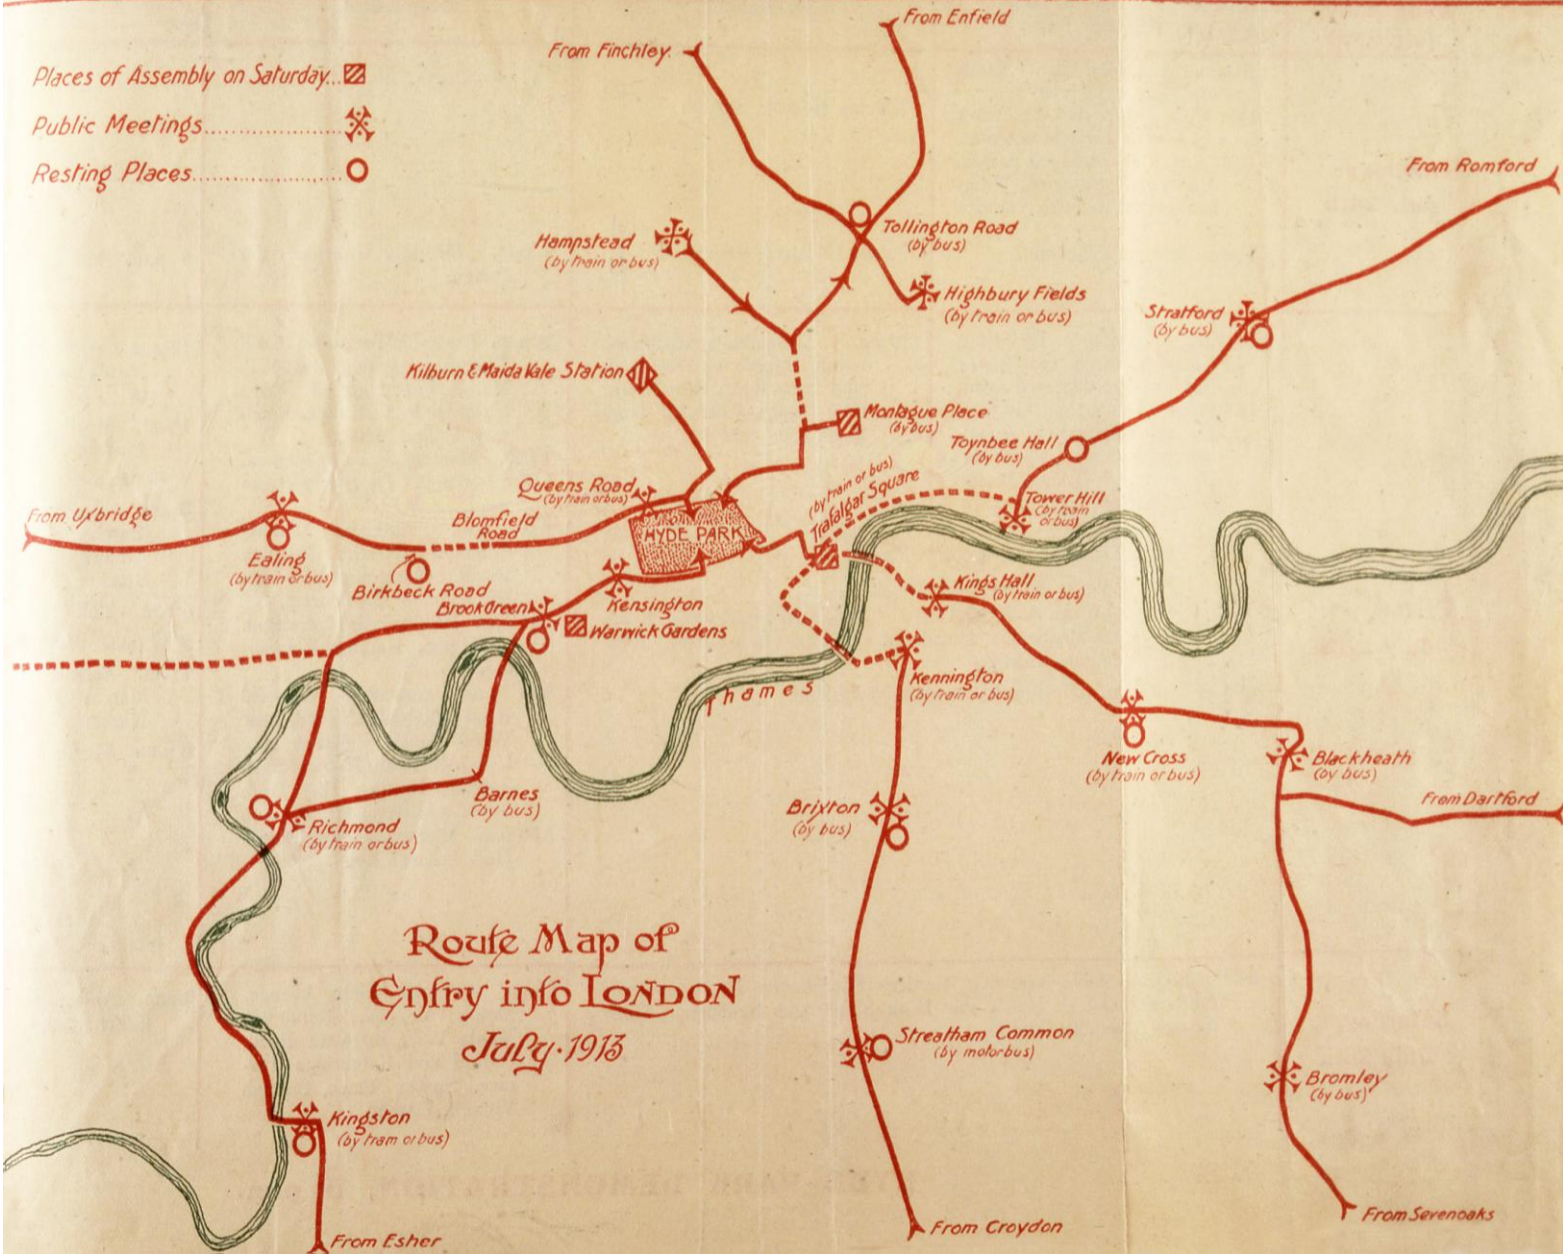 From Enfield
From Finchley.
Places of Assembly on Saturday...
Public Meetings....................
Resting Places......................
From Romford
Hampstead
(by train or bus)
Tollington Road
(by bus)
Highbury Fields
(by train or bus)
Stratford
(by bus)
Kilburn & Maida Vale Station
Montague Place
(by bus)
Toynbee Hall
(by bus)
(by train or bus)
Trafalgar Square
Tower Hill
(by train
or bus)
Queens Road
(by train or bus)
From Uxbridge
Blomfield
Road
HYDE PARK
Ealing
(by train or bus)
Birkbeck Road
Brook Green
Kensington
Warwick Gardens
Kings Hall
(by train or bus)
Kennington
(by train or bus)
Thames
New Cross
(by train or bus)
Blackheath
(by bus)
From Dartford
Barnes
(by bus)
Brixton
(by bus)
Richmond
(by train or bus)
Route Map of
Entry into LONDON
July·1913
Streatham Common
(by motorbus)
Bromley
(by bus)
Kingston
(by tram or bus)
From Sevenoaks
From Croydon
From Esher